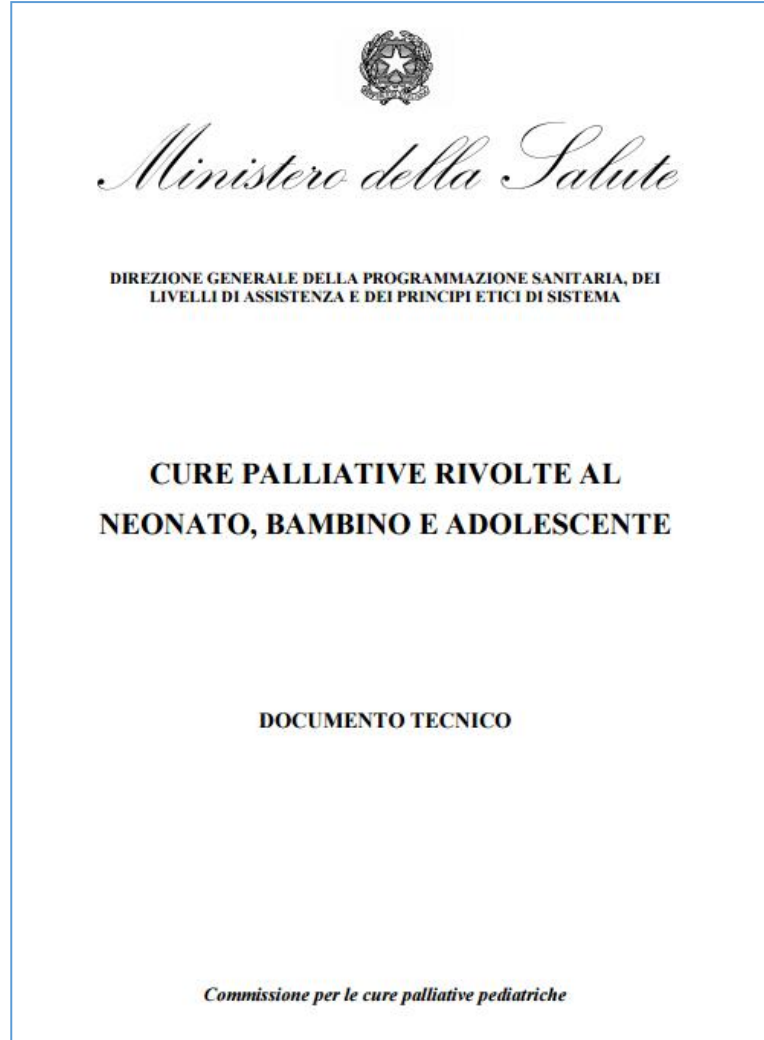 Ministero della Salute
DIREZIONE GENERALE DELLA PROGRAMMAZIONE SANITARIA, DEI
LIVELLI DI ASSISTENZA E DEI PRINCIPI ETICI DI SISTEMA
CURE PALLIATIVE RIVOLTE AL
NEONATO, BAMBINO E ADOLESCENTE
DOCUMENTO TECNICO
Commissione per le cure palliative pediatriche